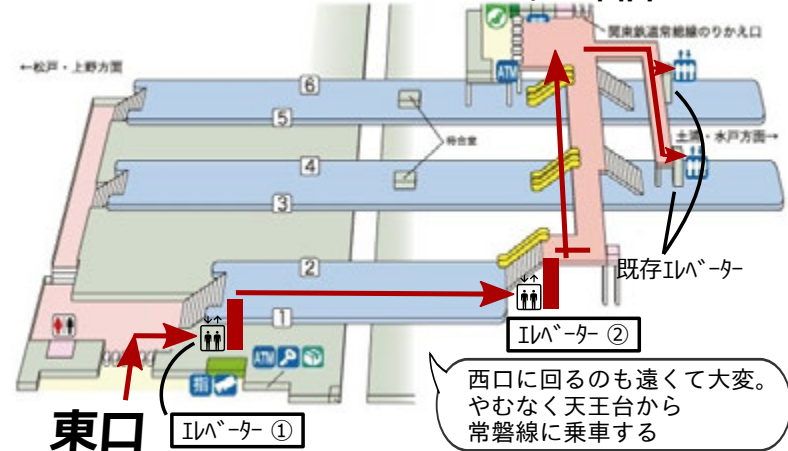 関東鉄道常総線のりかえ口
←松戸・上野方面
ATM
6
5
待合室
土浦・水戸方面→
4
3
既存ｴﾚﾍﾞｰﾀｰ
2
1
ｴﾚﾍﾞｰﾀｰ ②
ATM
指
西口に回るのも遠くて大変。
やむなく天王台から
常磐線に乗車する
東口
ｴﾚﾍﾞｰﾀｰ ①